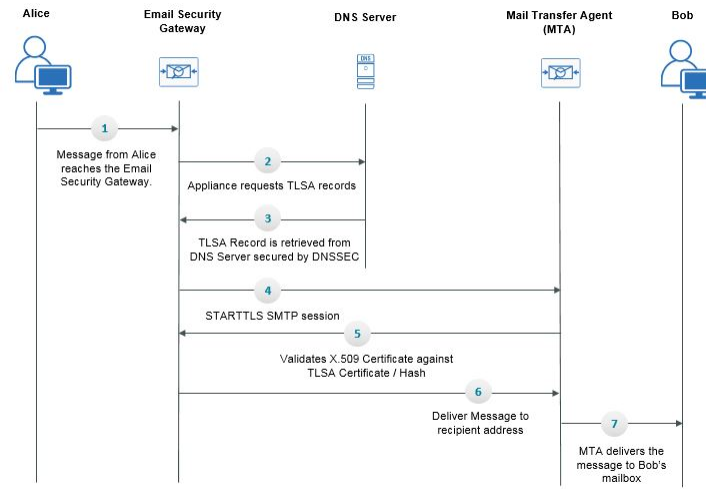 Alice
Email Security
Gateway
DNS Server
Mail Transfer Agent
(MTA)
Bob
DNS
1
Message from Alice
reaches the Email
Security Gateway.
2
Appliance requests TLSA records
3
TLSA Record is retrieved from
DNS Server secured by DNSSEC
4
STARTTLS SMTP session
5
Validates X.509 Certificate against
TLSA Certificate / Hash
6
Deliver Message to
recipient address
7
MTA delivers the
message to Bob's
mailbox